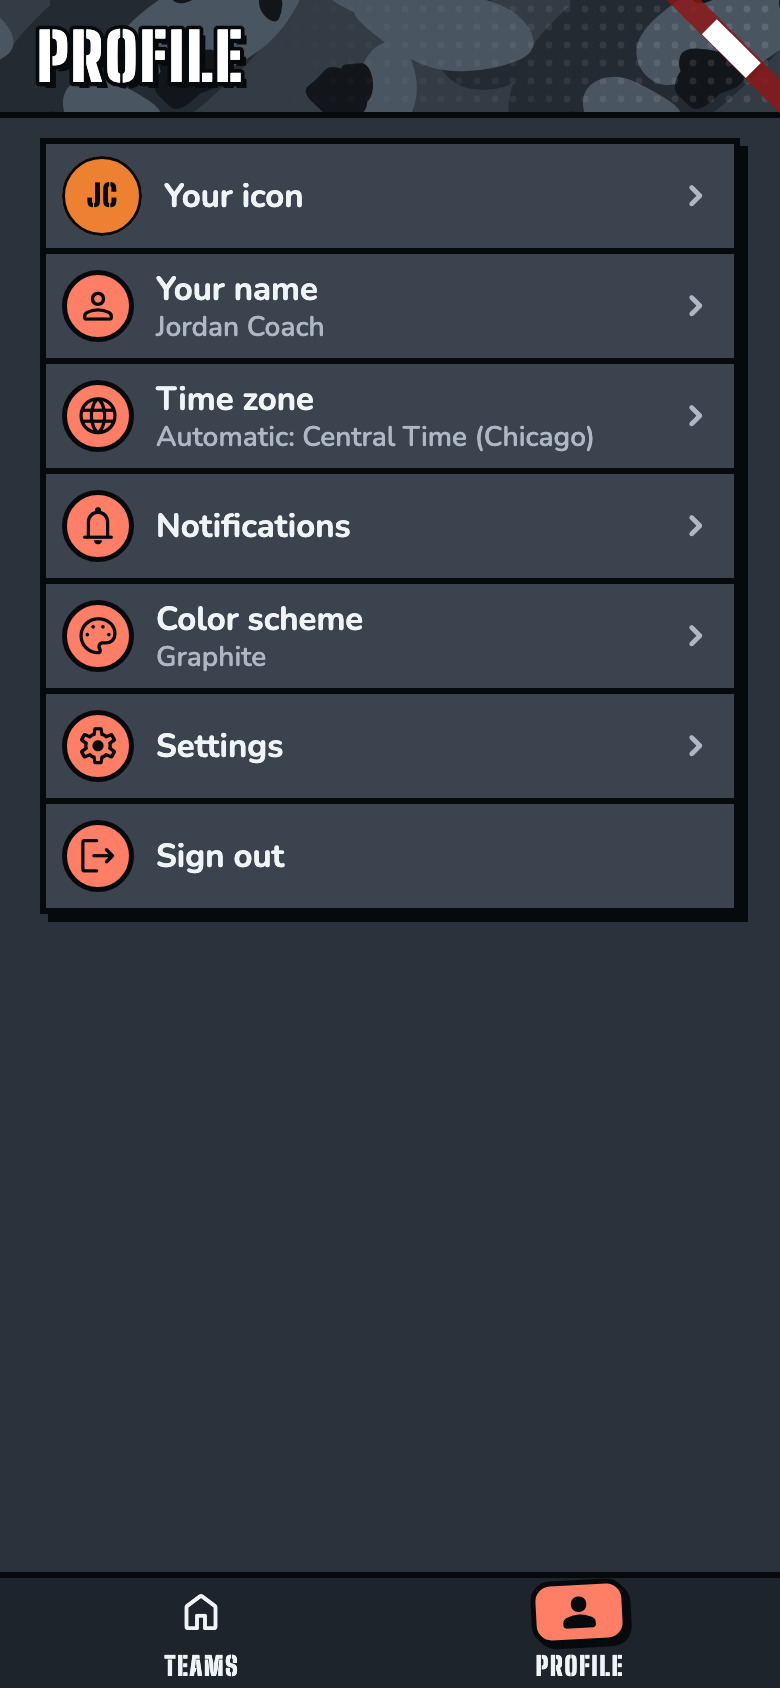 PROFILE
JC
Your icon
Your name
Jordan Coach
Time zone
Automatic: Central Time (Chicago)
Notifications
Color scheme
Graphite
Settings
Sign out
TEAMS
PROFILE